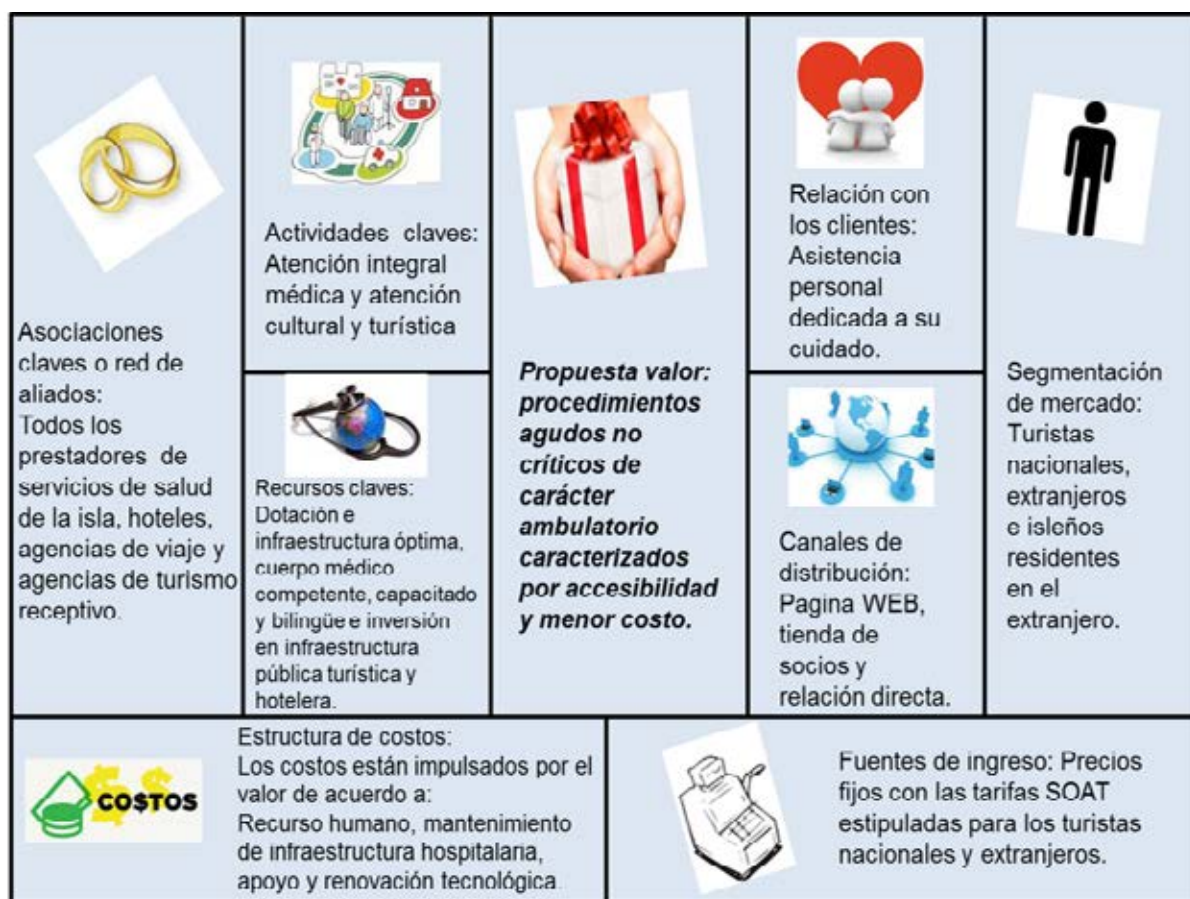 Asociaciones
claves o red de
aliados:
Todos los
prestadores de
servicios de salud
de la isla, hoteles,
agencias de viaje y
agencias de turismo
receptivo.
Actividades claves:
Atención integral
médica y atención
cultural y turística
Recursos claves:
Dotación e
infraestructura óptima,
cuerpo médico
competente, capacitado
y bilingüe e inversión
en infraestructura
pública turística y
hotelera.
Propuesta valor:
procedimientos
agudos no
críticos de
carácter
ambulatorio
caracterizados
por accesibilidad
y menor costo.
Relación con
los clientes:
Asistencia
personal
dedicada a su
cuidado.
Canales de
distribución:
Pagina WEB,
tienda de
socios y
relación directa.
Segmentación
de mercado:
Turistas
nacionales,
extranjeros
e isleños
residentes
en el
extranjero.
CO$TOS
Estructura de costos:
Los costos están impulsados por el
valor de acuerdo a:
Recurso humano, mantenimiento
de infraestructura hospitalaria,
apoyo y renovación tecnológica.
Fuentes de ingreso: Precios
fijos con las tarifas SOAT
estipuladas para los turistas
nacionales y extranjeros.